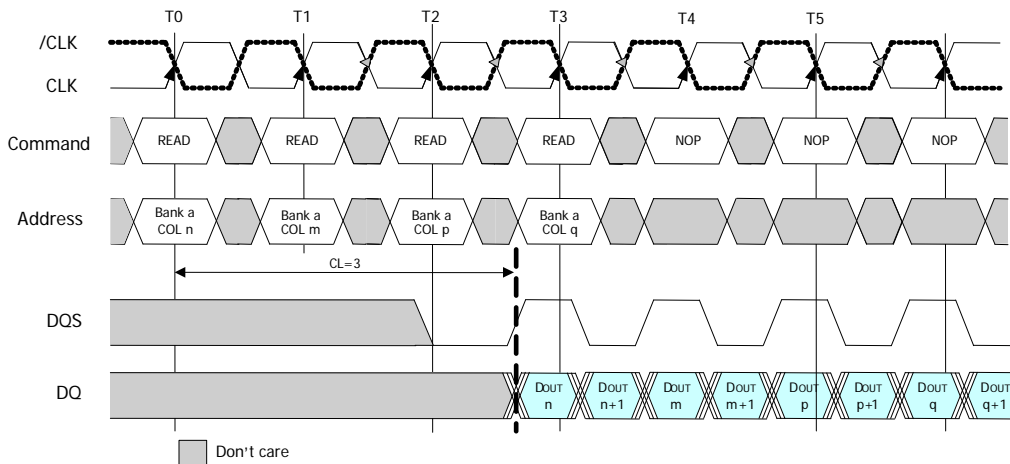 T0 T1 T2 T3 T4 T5
/CLK
CLK
Command READ READ READ READ NOP NOP NOP
Address Bank a Bank a Bank a Bank a
COL n COL m COL p COL q
CL=3
DQS
DQ DOUT DOUT DOUT DOUT DOUT DOUT DOUT DOUT
n n+1 m m+1 p p+1 q q+1
Don't care